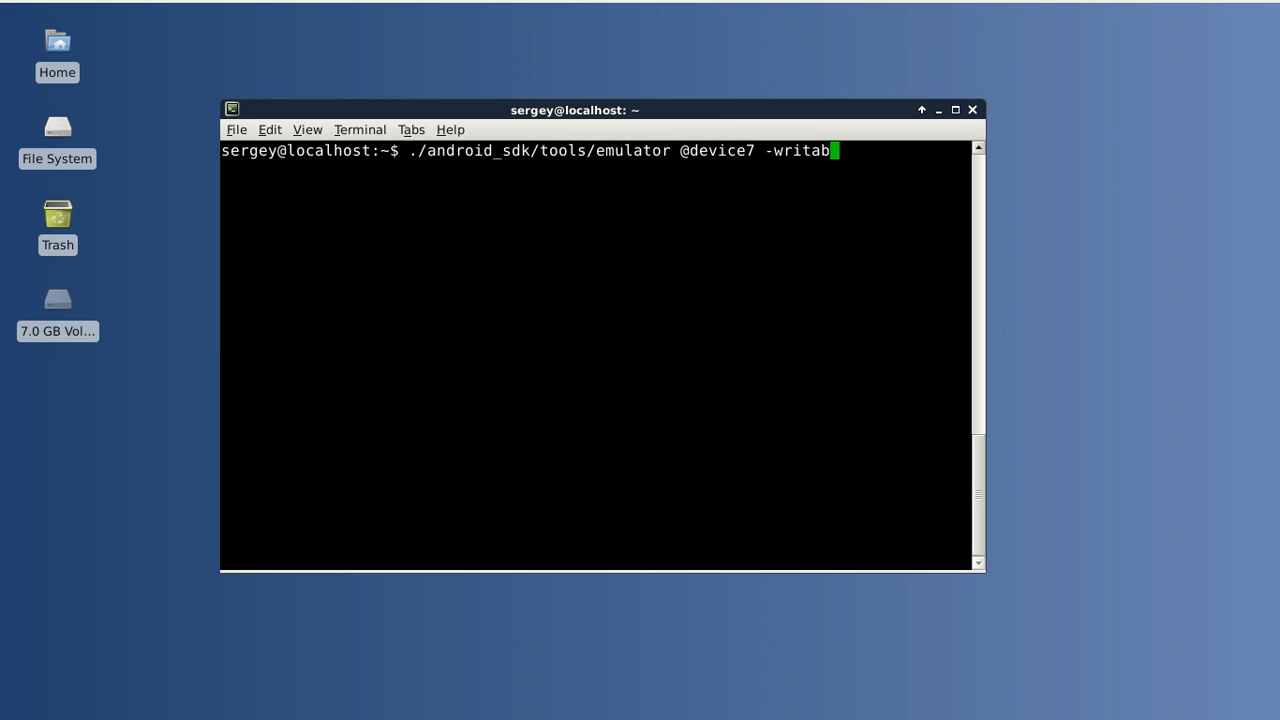 Home
File System
Trash
7.0 GB Vol...
sergey@localhost: ~
File Edit View Terminal Tabs Help
sergey@localhost:~$ ./android_sdk/tools/emulator @device7 -writab